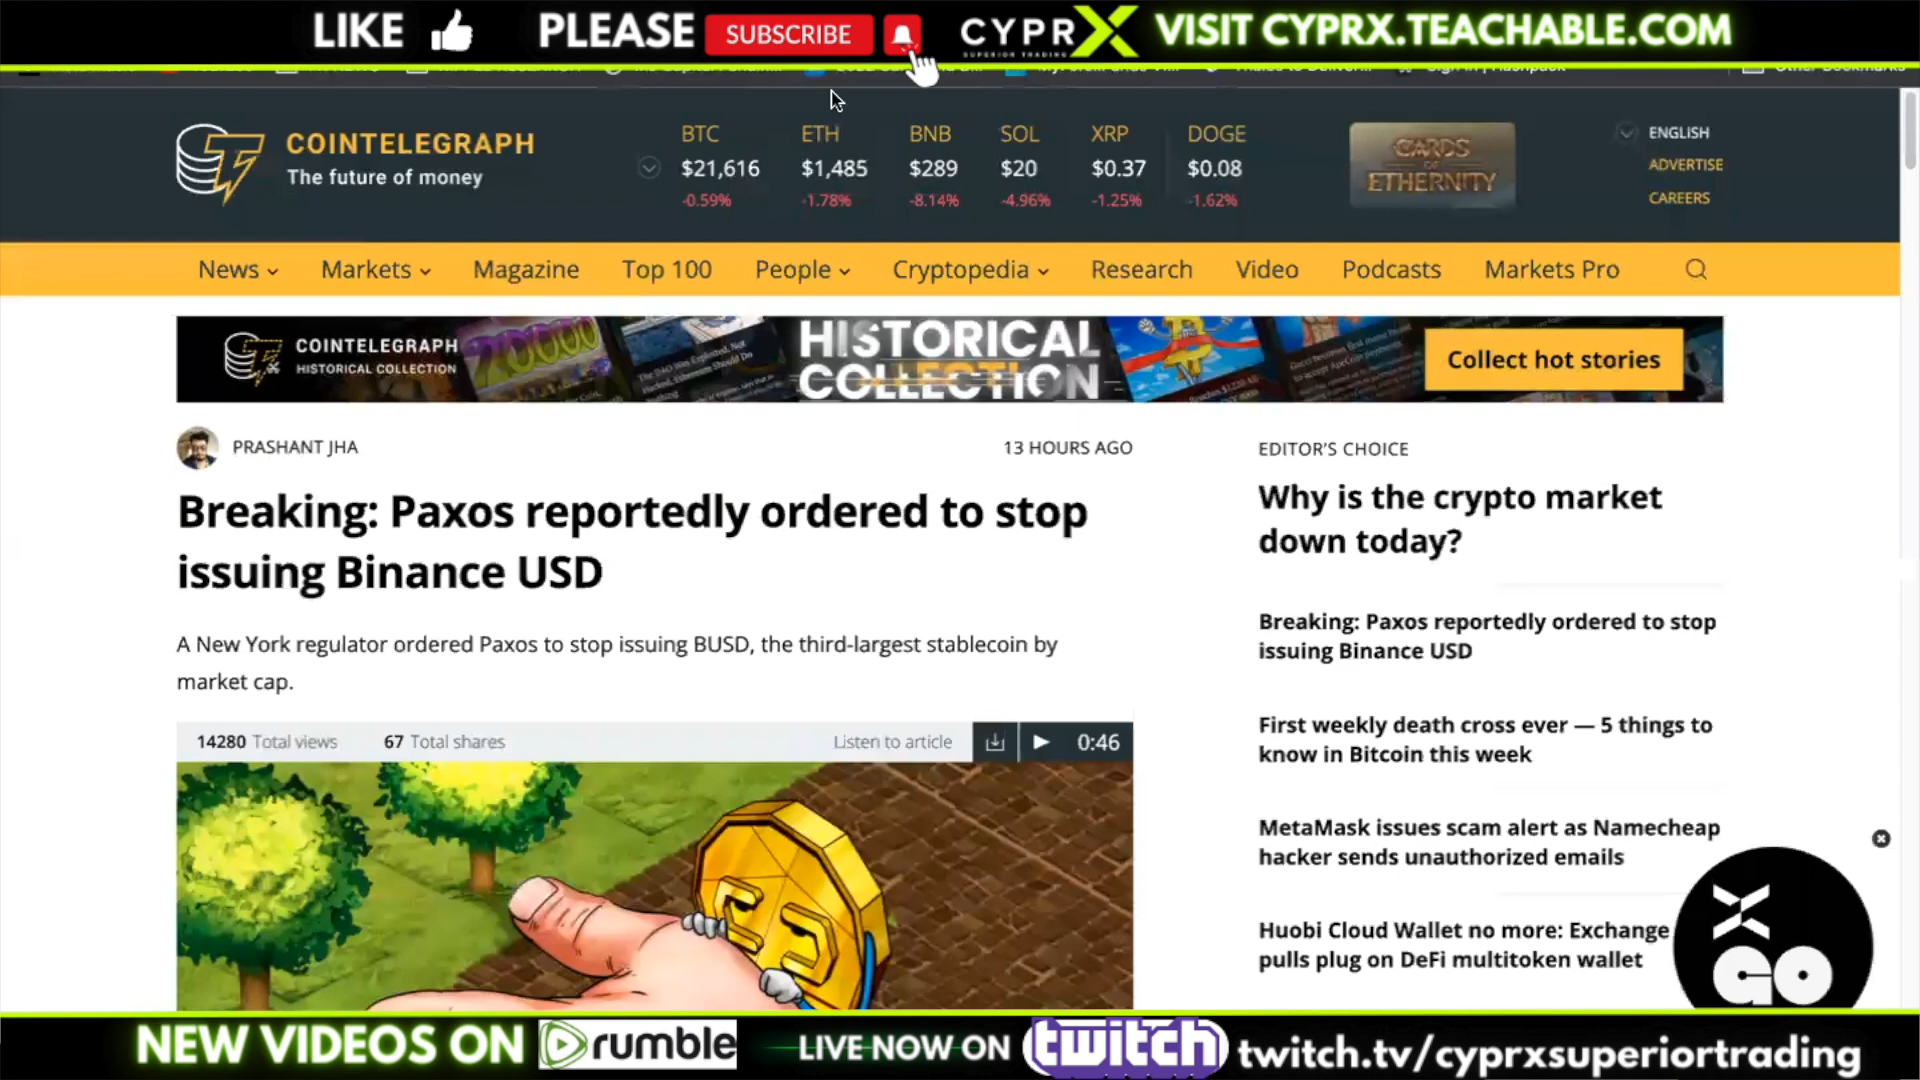 LIKE PLEASE SUBSCRIBE CYPRX SUPERIOR TRADING VISIT CYPRX.TEACHABLE.COM
COINTELEGRAPH
The future of money
BTC ETH BNB SOL XRP DOGE
$21,616 $1,485 $289 $20 $0.37 $0.08
-0.59% -1.78% -8.14% -4.96% -1.25% -1.62%
CARDS
OF
ETHERNITY
ENGLISH
ADVERTISE
CAREERS
News Markets Magazine Top 100 People Cryptopedia Research Video Podcasts Markets Pro
COINTELEGRAPH
HISTORICAL COLLECTION
20000
HISTORICAL
COLLECTION
Collect hot stories
PRASHANT JHA 13 HOURS AGO
Breaking: Paxos reportedly ordered to stop
issuing Binance USD
A New York regulator ordered Paxos to stop issuing BUSD, the third-largest stablecoin by
market cap.
14280 Total views 67 Total shares Listen to article 0:46
EDITOR'S CHOICE
Why is the crypto market
down today?
Breaking: Paxos reportedly ordered to stop
issuing Binance USD
First weekly death cross ever — 5 things to
know in Bitcoin this week
MetaMask issues scam alert as Namecheap
hacker sends unauthorized emails
Huobi Cloud Wallet no more: Exchange
pulls plug on DeFi multitoken wallet
X
GO
NEW VIDEOS ON rumble LIVE NOW ON twitch twitch.tv/cyprxsuperiortrading